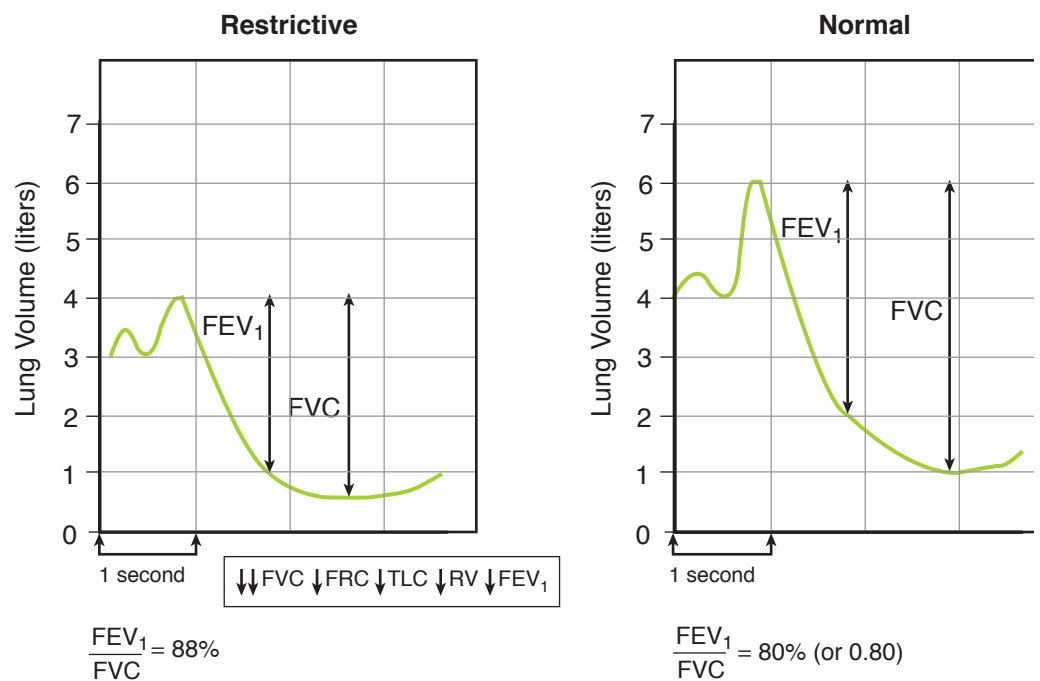 Restrictive
Lung Volume (liters)
7
6
5
4
3
2
1
0
FEV₁
FVC
1 second
↓↓FVC ↓FRC ↓TLC ↓RV ↓FEV₁
FEV₁
FVC
= 88%
Normal
Lung Volume (liters)
7
6
5
4
3
2
1
0
FEV₁
FVC
1 second
FEV₁
FVC
= 80% (or 0.80)